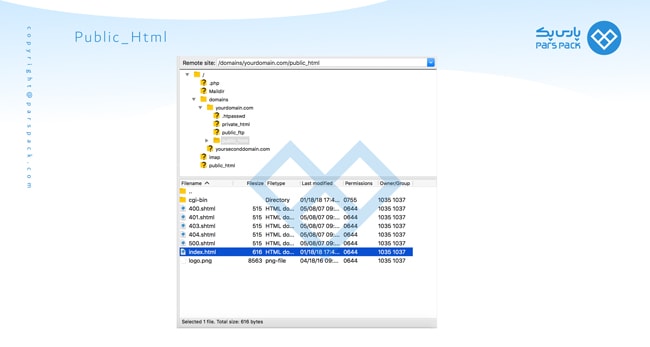 Public_Html
پارس پک
PARS PACK
copyright@parspack.com
Remote site: /domains/yourdomain.com/public_html
/
.php
Maildir
domains
yourdomain.com
.htpasswd
private_html
public_ftp
yourseconddomain.com
imap
public_html
Filename Filesize Filetype Last modified Permissions Owner/Group
..
cgi-bin Directory 01/18/18 17:4... 0755 1035 1037
400.shtml 515 HTML do... 05/08/07 09:... 0644 1035 1037
401.shtml 515 HTML do... 05/08/07 09:... 0644 1035 1037
403.shtml 515 HTML do... 05/08/07 09:... 0644 1035 1037
404.shtml 515 HTML do... 05/08/07 09:... 0644 1035 1037
500.shtml 515 HTML do... 05/08/07 09:... 0644 1035 1037
index.html 616 HTML do... 01/18/18 17:4... 0644 1035 1037
logo.png 8563 png-file 04/18/16 09:... 0644 1035 1037
Selected 1 file. Total size: 616 bytes